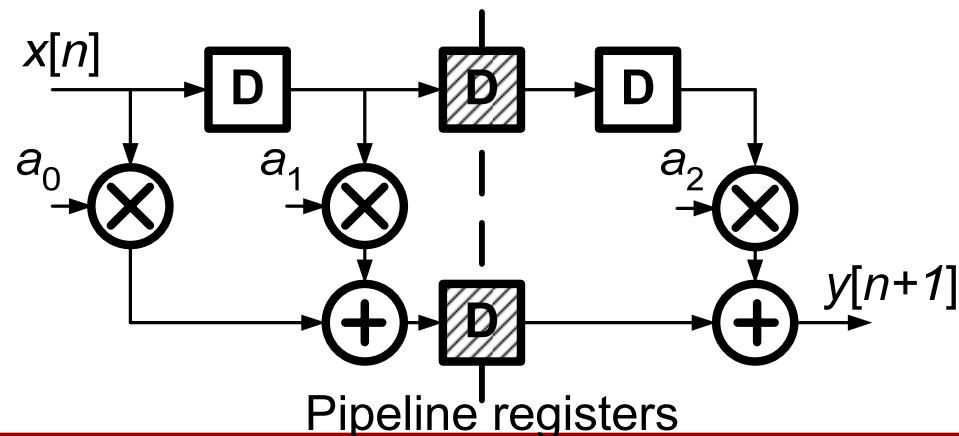 x[n]
D
D
D
a0
a1
a2
D
y[n+1]
Pipeline registers